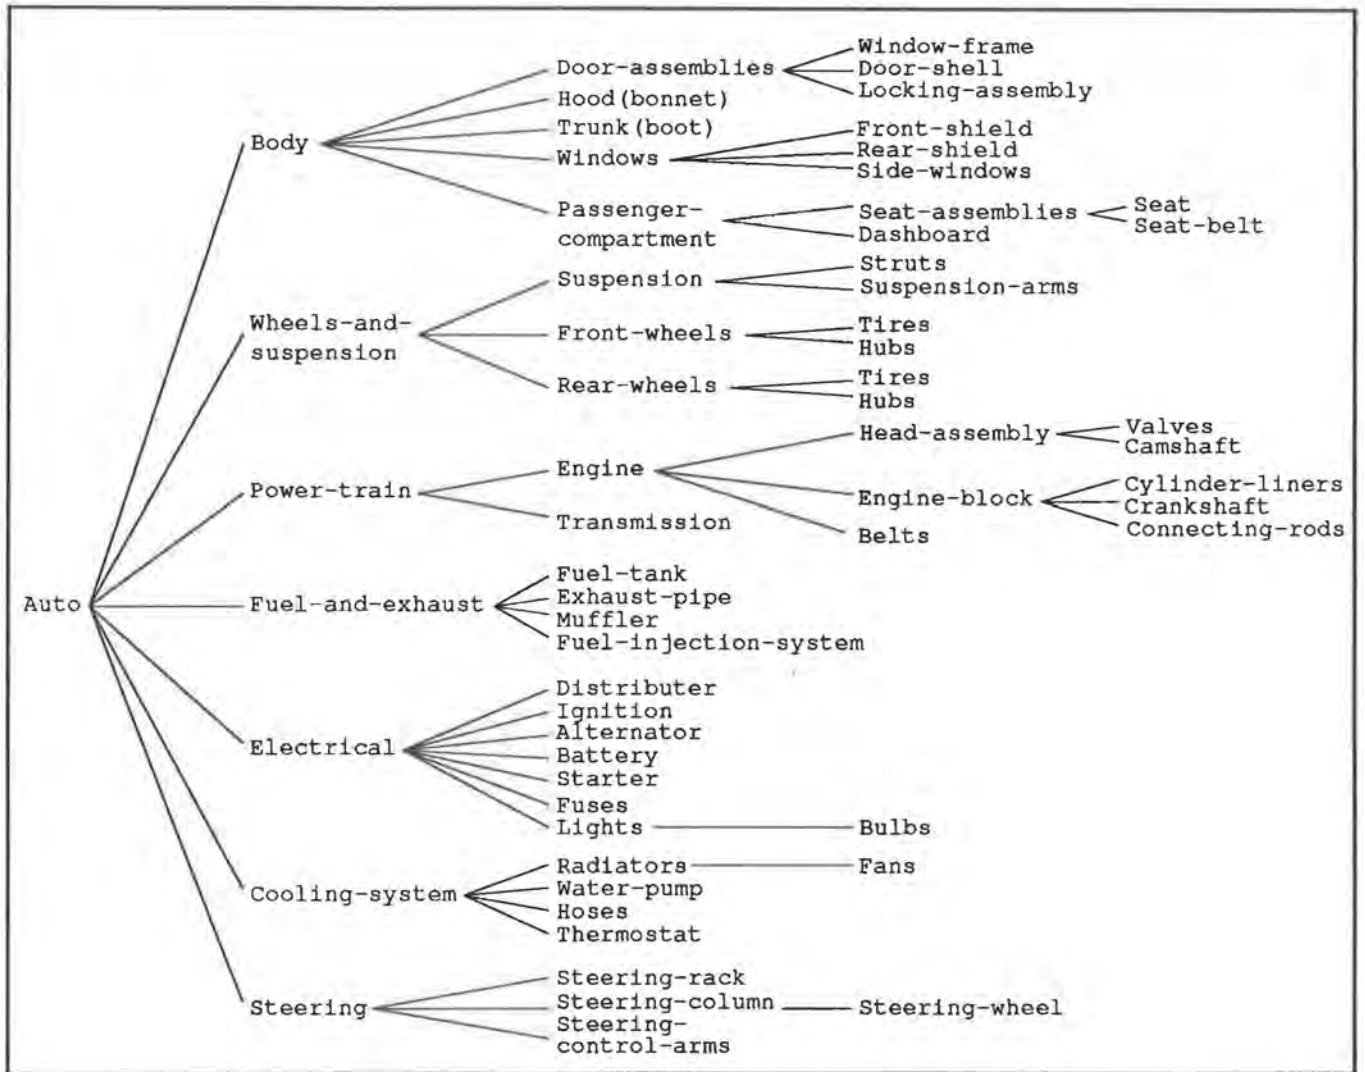 Auto
Body
Door-assemblies
Window-frame
Door-shell
Locking-assembly
Hood(bonnet)
Trunk(boot)
Windows
Front-shield
Rear-shield
Side-windows
Passenger-
compartment
Seat-assemblies
Seat
Seat-belt
Dashboard
Wheels-and-
suspension
Suspension
Struts
Suspension-arms
Front-wheels
Tires
Hubs
Rear-wheels
Tires
Hubs
Power-train
Engine
Head-assembly
Valves
Camshaft
Engine-block
Cylinder-liners
Crankshaft
Connecting-rods
Belts
Transmission
Fuel-and-exhaust
Fuel-tank
Exhaust-pipe
Muffler
Fuel-injection-system
Electrical
Distributer
Ignition
Alternator
Battery
Starter
Fuses
Lights
Bulbs
Cooling-system
Radiators
Fans
Water-pump
Hoses
Thermostat
Steering
Steering-rack
Steering-column
Steering-wheel
Steering-
control-arms